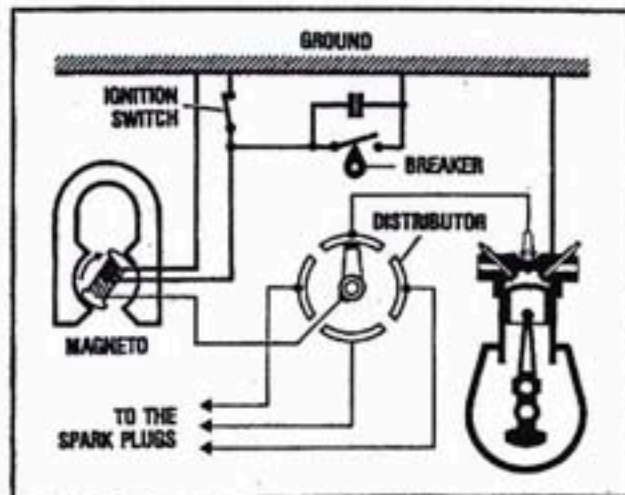 GROUND
IGNITION
SWITCH
BREAKER
DISTRIBUTOR
MAGNETO
TO THE
SPARK PLUGS